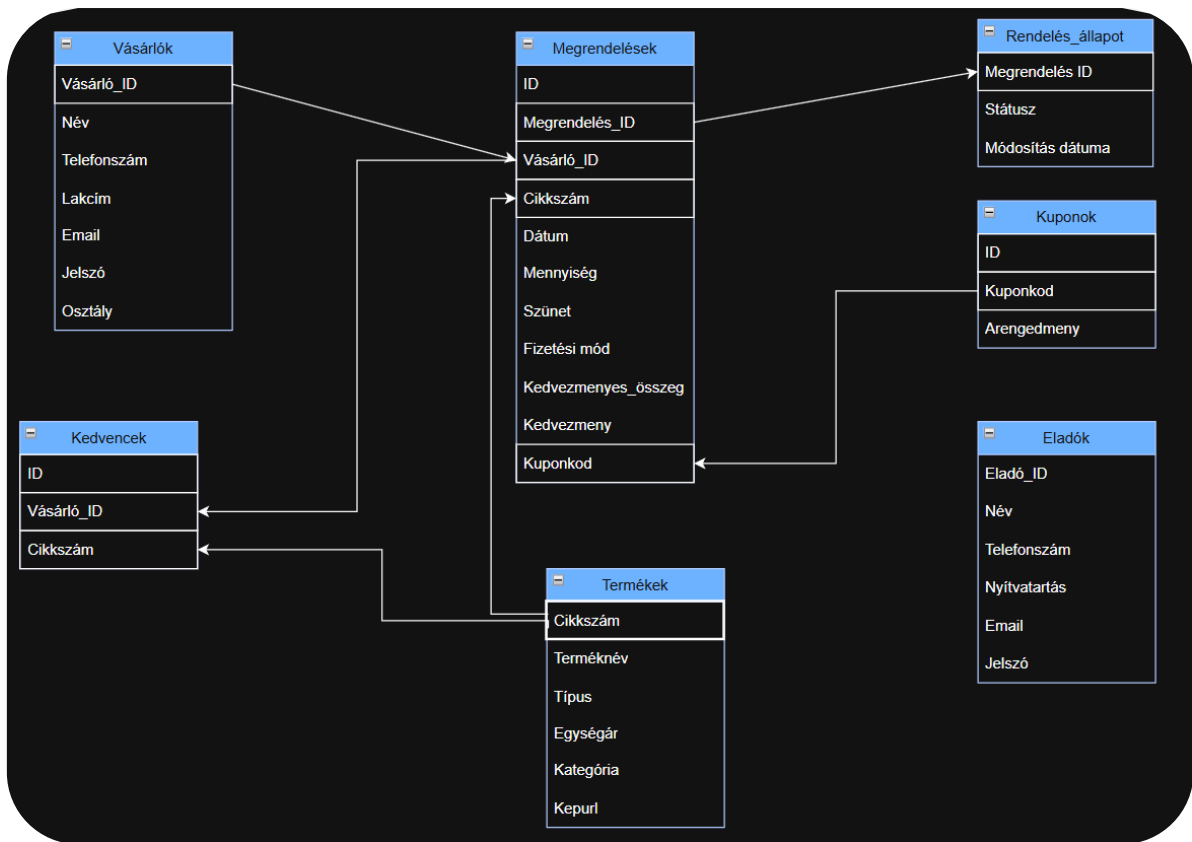 Vásárlók
Vásárló_ID
Név
Telefonszám
Lakcím
Email
Jelszó
Osztály
Megrendelések
ID
Megrendelés_ID
Vásárló_ID
Cikkszám
Dátum
Mennyiség
Szünet
Fizetési mód
Kedvezmenyes_összeg
Kedvezmeny
Kuponkod
Rendelés_állapot
Megrendelés ID
Státusz
Módosítás dátuma
Kuponok
ID
Kuponkod
Arengedmeny
Kedvencek
ID
Vásárló_ID
Cikkszám
Termékek
Cikkszám
Terméknév
Típus
Egységár
Kategória
Kepurl
Eladók
Eladó_ID
Név
Telefonszám
Nyítvatartás
Email
Jelszó